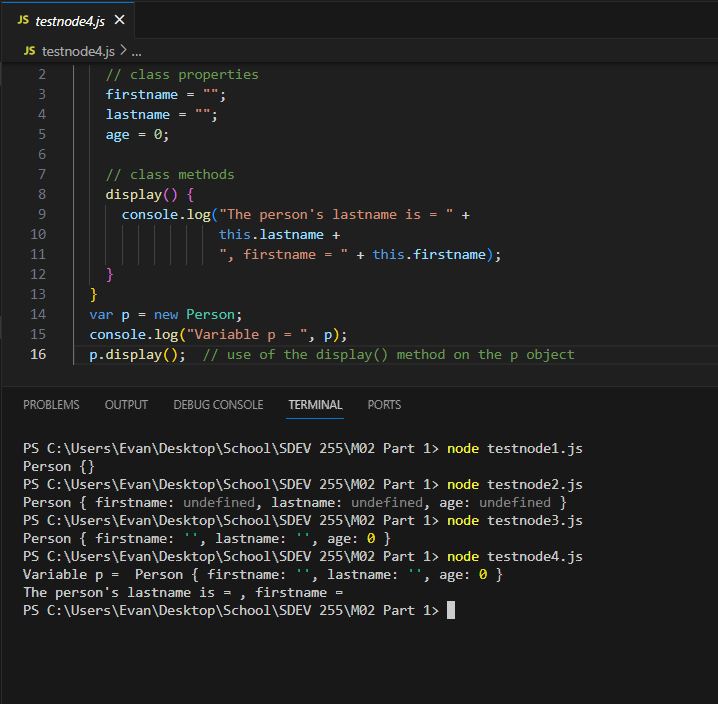 JS testnode4.js ×
JS testnode4.js > ...
2 // class properties
3 firstname = "";
4 lastname = "";
5 age = 0;
6
7 // class methods
8 display() {
9 console.log("The person's lastname is = " +
10 this.lastname +
11 ", firstname = " + this.firstname);
12 }
13 }
14 var p = new Person;
15 console.log("Variable p = ", p);
16 p.display();  // use of the display() method on the p object
PROBLEMS OUTPUT DEBUG CONSOLE TERMINAL PORTS
PS C:\Users\Evan\Desktop\School\SDEV 255\M02 Part 1> node testnode1.js
Person {}
PS C:\Users\Evan\Desktop\School\SDEV 255\M02 Part 1> node testnode2.js
Person { firstname: undefined, lastname: undefined, age: undefined }
PS C:\Users\Evan\Desktop\School\SDEV 255\M02 Part 1> node testnode3.js
Person { firstname: '', lastname: '', age: 0 }
PS C:\Users\Evan\Desktop\School\SDEV 255\M02 Part 1> node testnode4.js
Variable p =  Person { firstname: '', lastname: '', age: 0 }
The person's lastname is = , firstname =
PS C:\Users\Evan\Desktop\School\SDEV 255\M02 Part 1>